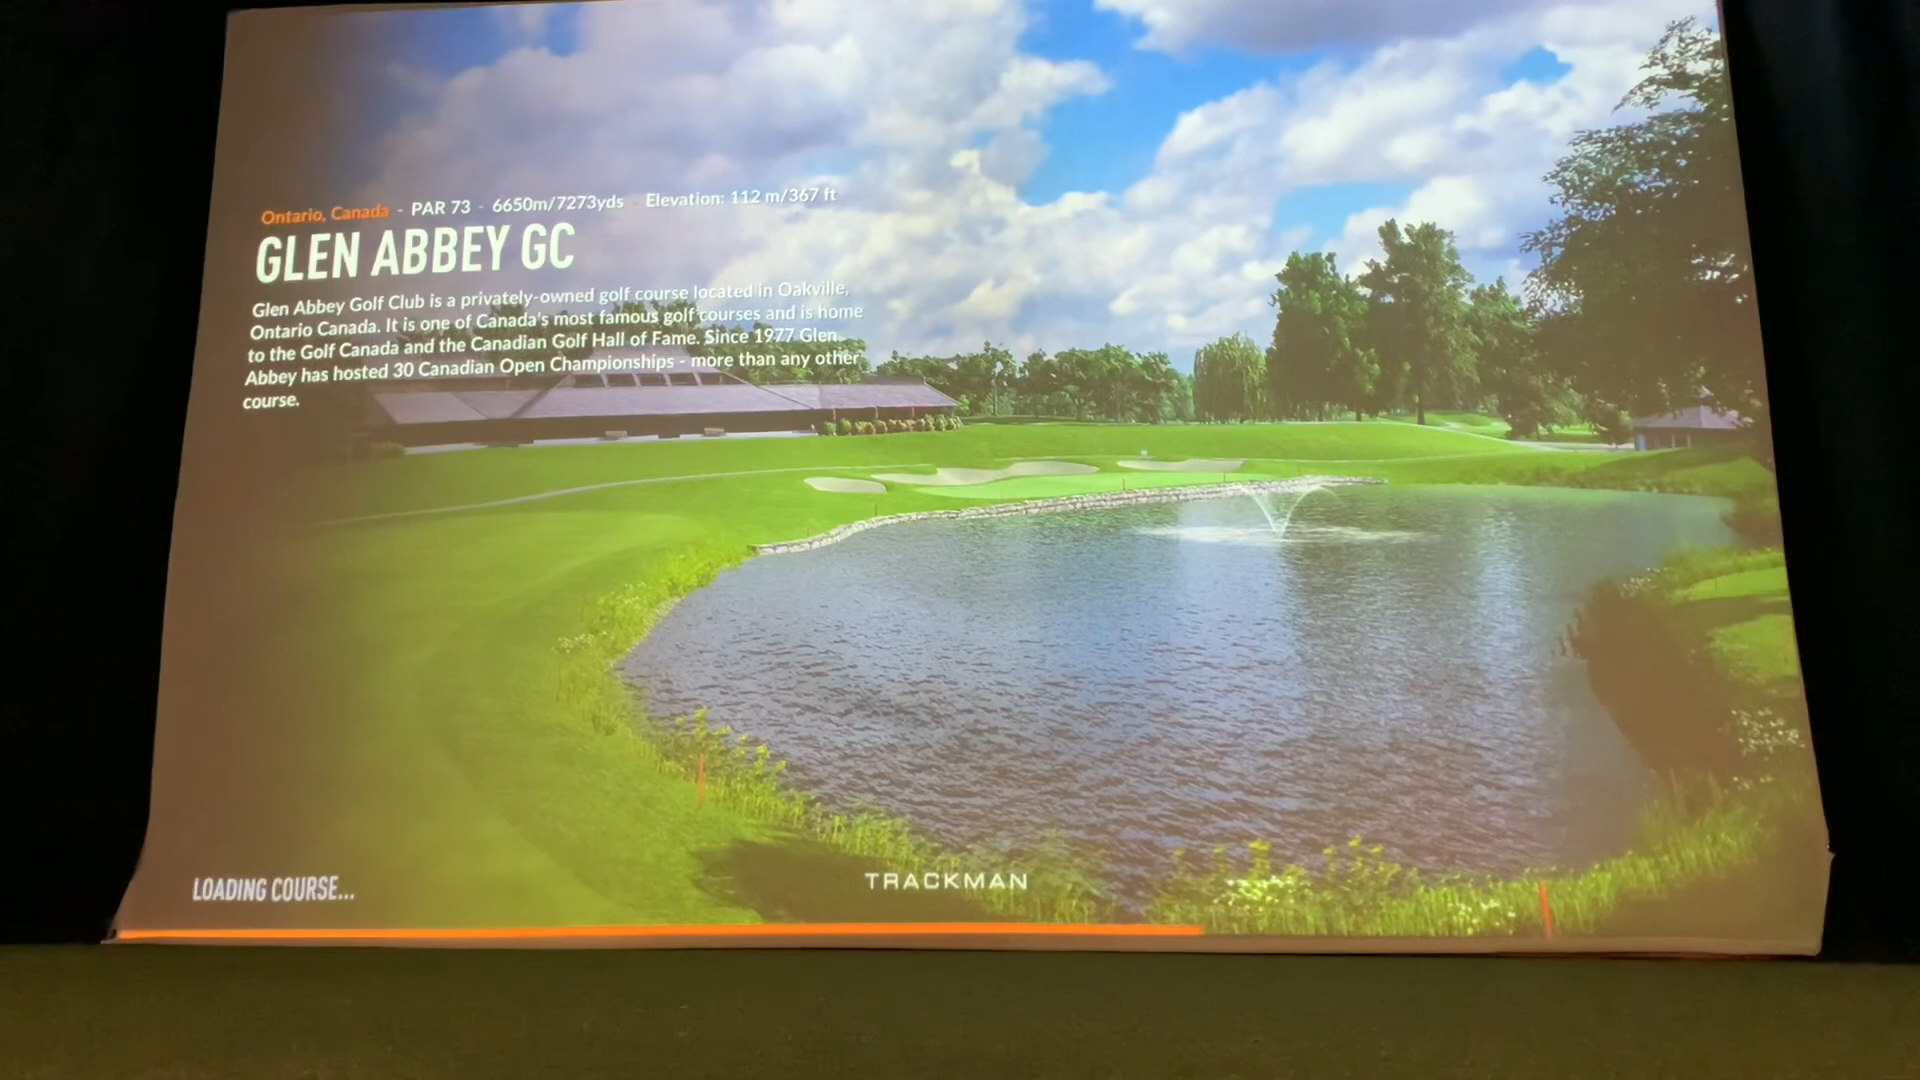 Ontario, Canada - PAR 73 - 6650m/7273yds Elevation: 112 m/367 ft
GLEN ABBEY GC
Glen Abbey Golf Club is a privately-owned golf course located in Oakville,
Ontario Canada. It is one of Canada's most famous golf courses and is home
to the Golf Canada and the Canadian Golf Hall of Fame. Since 1977 Glen
Abbey has hosted 30 Canadian Open Championships - more than any other
course.
LOADING COURSE...
TRACKMAN